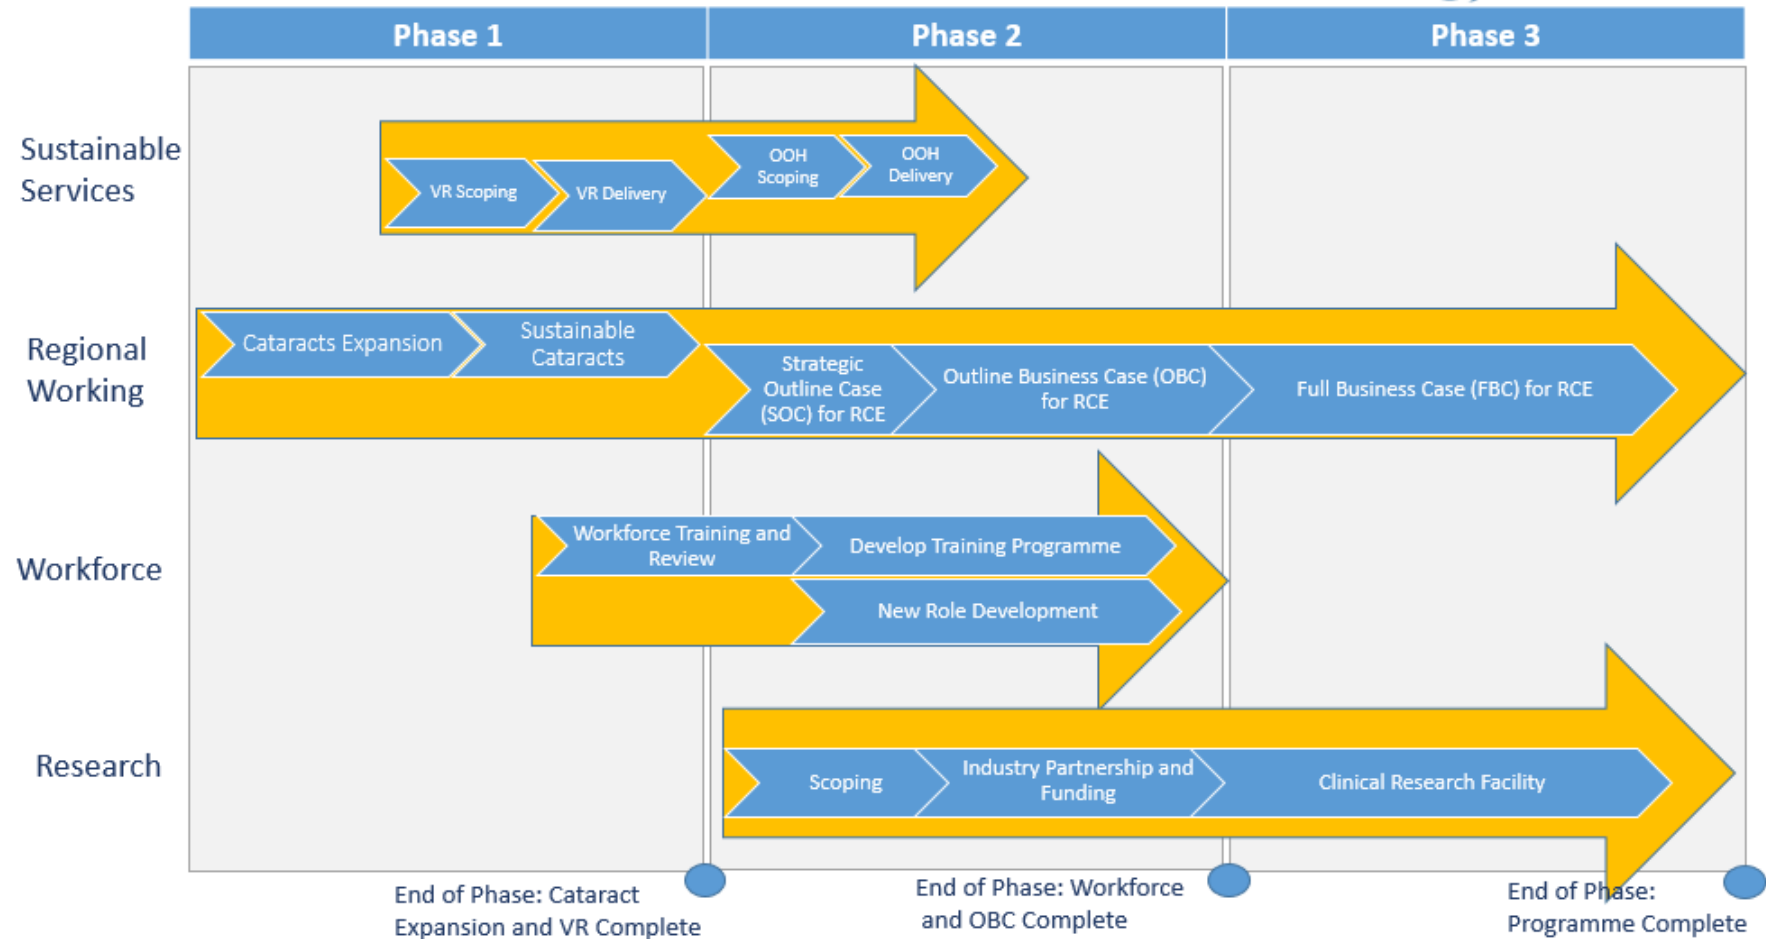 Phase 1
Phase 2
Phase 3
Sustainable
Services
VR Scoping
VR Delivery
OOH
Scoping
OOH
Delivery
Regional
Working
Cataracts Expansion
Sustainable
Cataracts
Strategic
Outline Case
(SOC) for RCE
Outline Business Case (OBC)
for RCE
Full Business Case (FBC) for RCE
Workforce
Workforce Training and
Review
Develop Training Programme
New Role Development
Research
Scoping
Industry Partnership and
Funding
Clinical Research Facility
End of Phase: Cataract
Expansion and VR Complete
End of Phase: Workforce
and OBC Complete
End of Phase:
Programme Complete